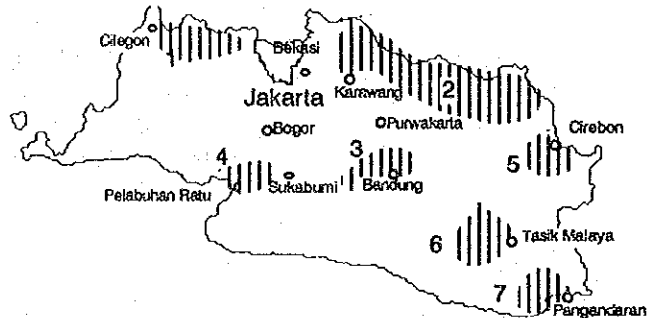 Cilegon
Bekasi
Jakarta
Karawang
2
Bogor
Purwakarta
Cirebon
4
3
5
Pelabuhan Ratu
Sukabumi
Bandung
6
Tasik Malaya
7
Pangandaran